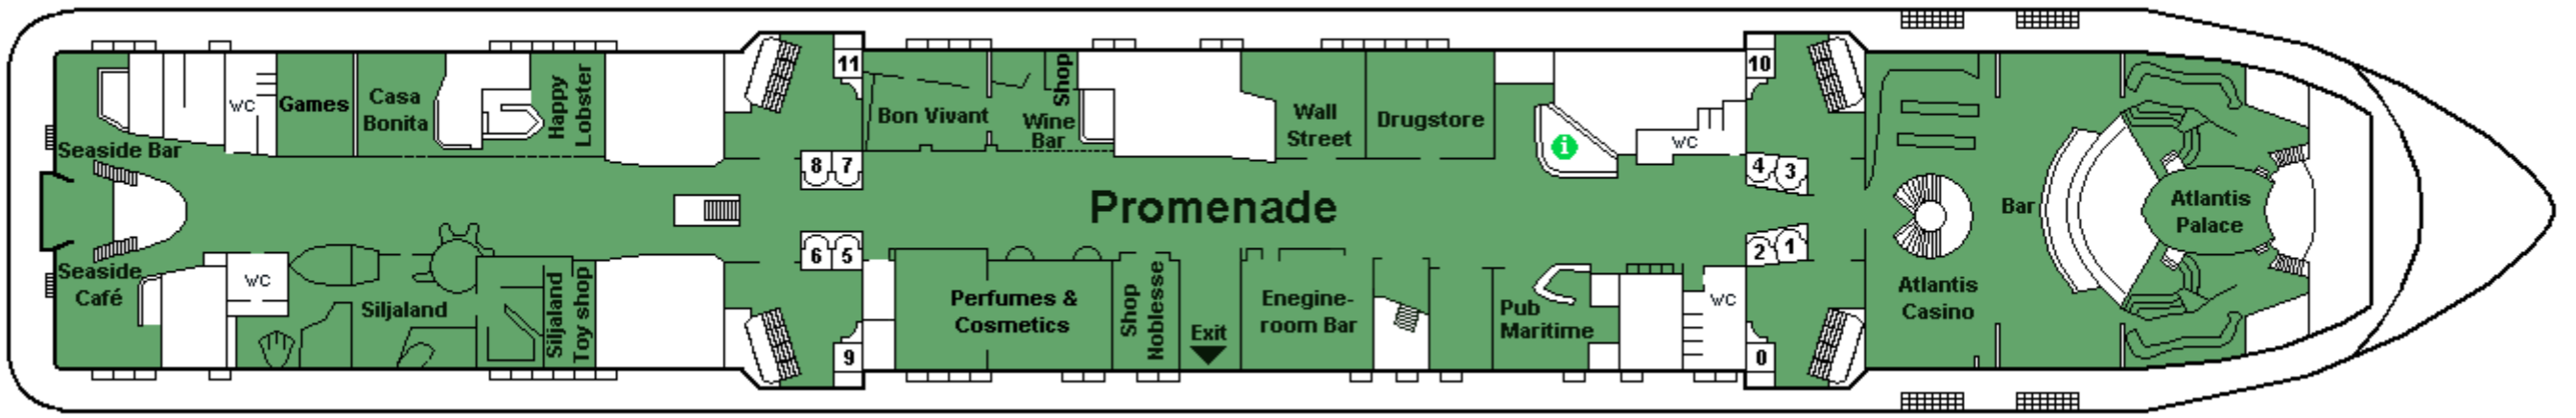 11
10
WC
Games
Casa
Bonita
Happy
Lobster
Bon Vivant
Shop
Wine
Bar
Wall
Street
Drugstore
i
WC
Seaside Bar
8 7
4 3
Promenade
Bar
Atlantis
Palace
6 5
2 1
Seaside
Café
WC
Siljaland
Siljaland
Toy shop
Perfumes &
Cosmetics
Shop
Noblesse
Exit
Enegine-
room Bar
Pub
Maritime
WC
Atlantis
Casino
9
0